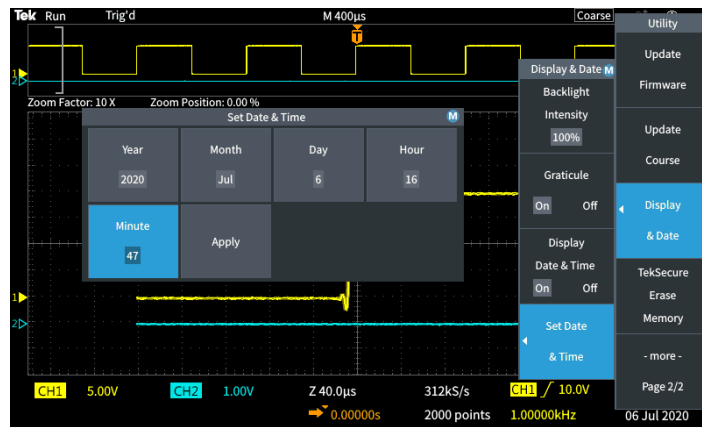 Tek Run Trig'd M 400µs Coarse
T
1
2
Zoom Factor: 10 X Zoom Position: 0.00 %
Set Date & Time M
Year Month Day Hour
2020 Jul 6 16
Minute
47
Apply
1
2
Display & Date M
Backlight
Intensity
100%
Graticule
On Off
Display
Date & Time
On Off
Set Date
& Time
Utility
Update
Firmware
Update
Course
Display
& Date
TekSecure
Erase
Memory
- more -
Page 2/2
CH1 5.00V CH2 1.00V Z 40.0µs 312kS/s CH1 10.0V
0.00000s 2000 points 1.00000kHz 06 Jul 2020